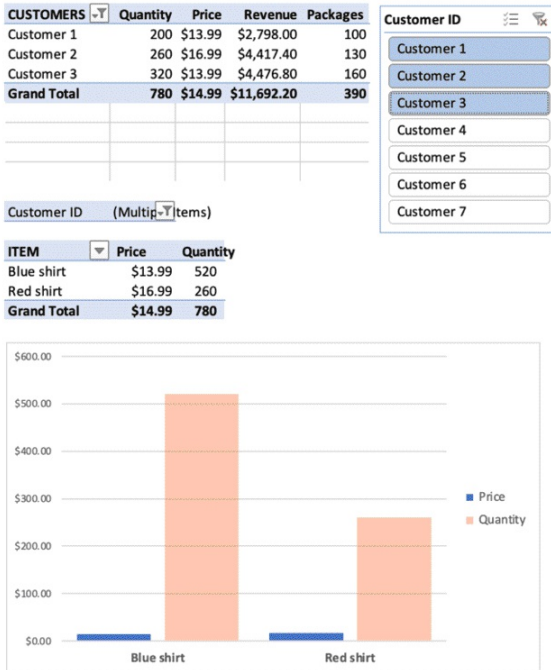 CUSTOMERS Quantity Price Revenue Packages
Customer 1 200 $13.99 $2,798.00 100
Customer 2 260 $16.99 $4,417.40 130
Customer 3 320 $13.99 $4,476.80 160
Grand Total 780 $14.99 $11,692.20 390
Customer ID
Customer 1
Customer 2
Customer 3
Customer 4
Customer 5
Customer 6
Customer 7
Customer ID (Multip Items)
ITEM Price Quantity
Blue shirt $13.99 520
Red shirt $16.99 260
Grand Total $14.99 780
$600.00
$500.00
$400.00
$300.00
$200.00
$100.00
$0.00
Blue shirt Red shirt
Price
Quantity